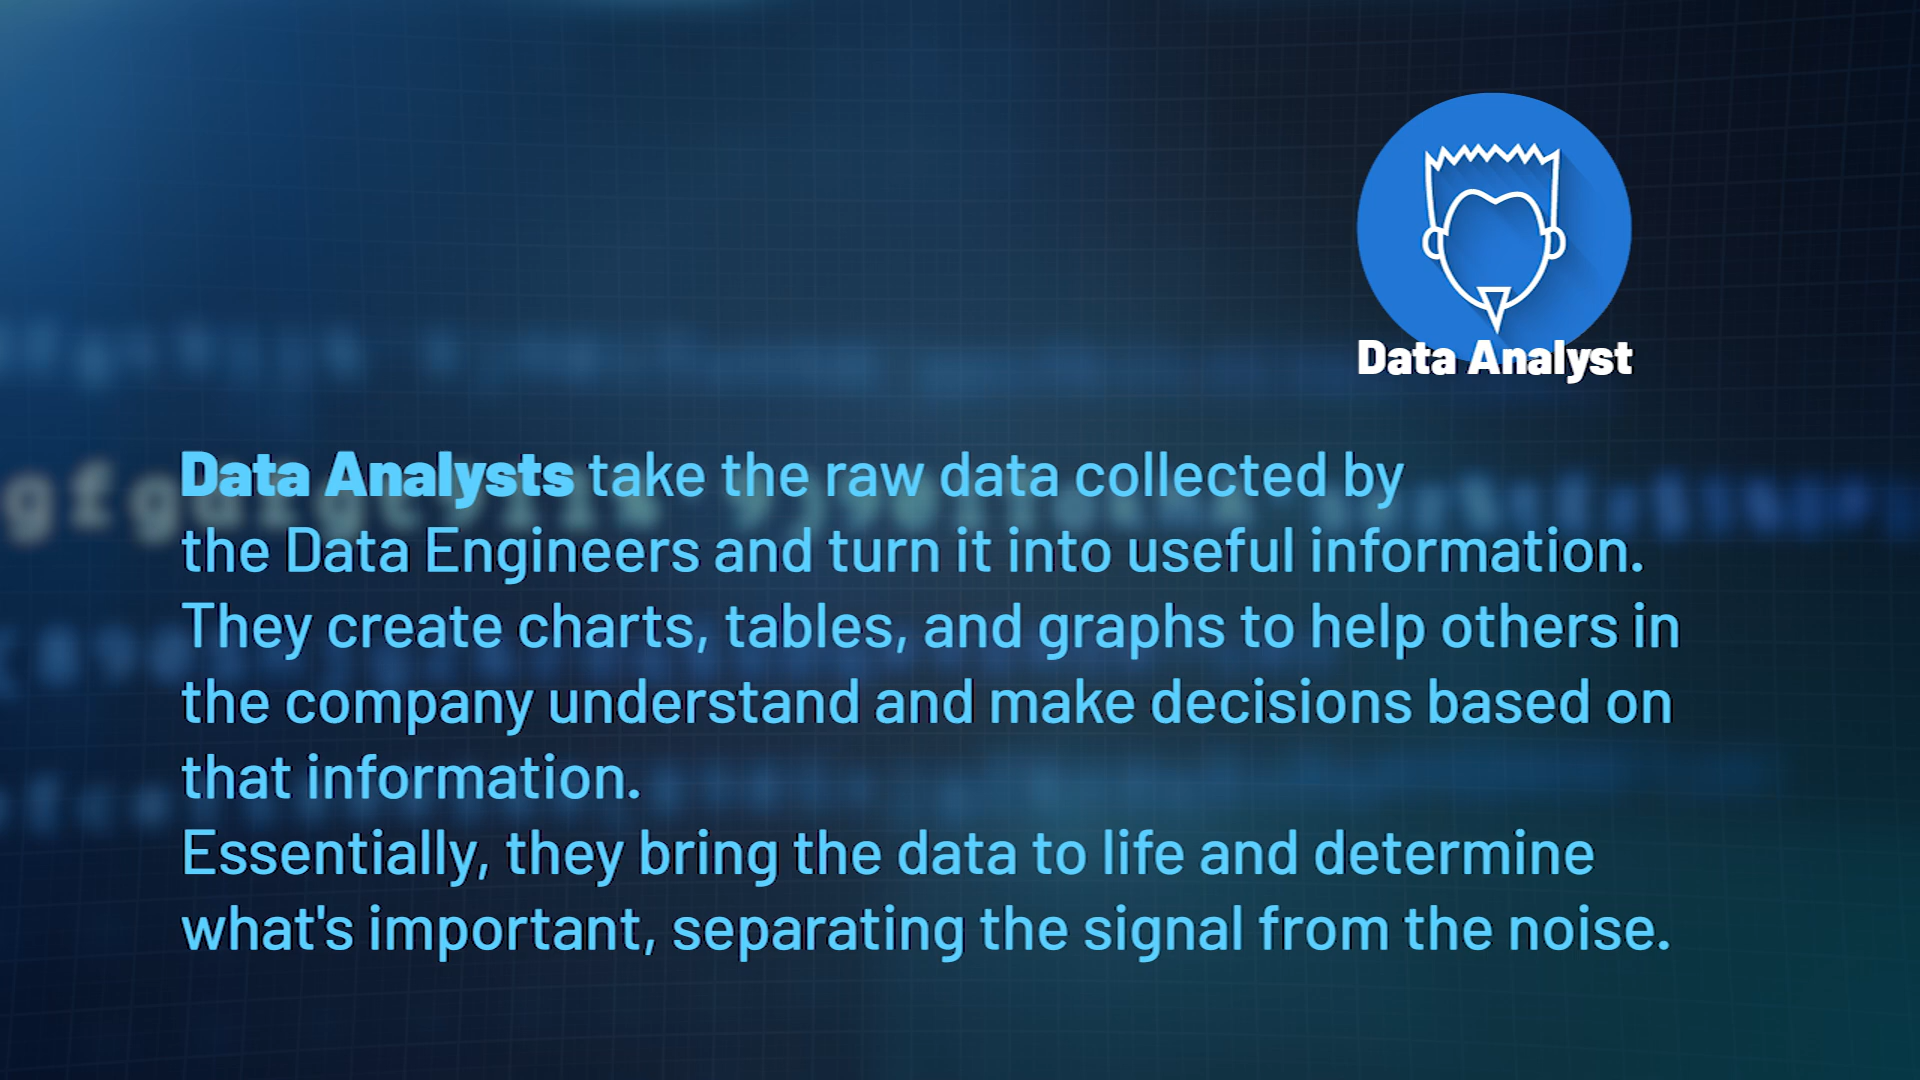 Data Analyst
Data Analysts take the raw data collected by
the Data Engineers and turn it into useful information.
They create charts, tables, and graphs to help others in
the company understand and make decisions based on
that information.
Essentially, they bring the data to life and determine
what's important, separating the signal from the noise.